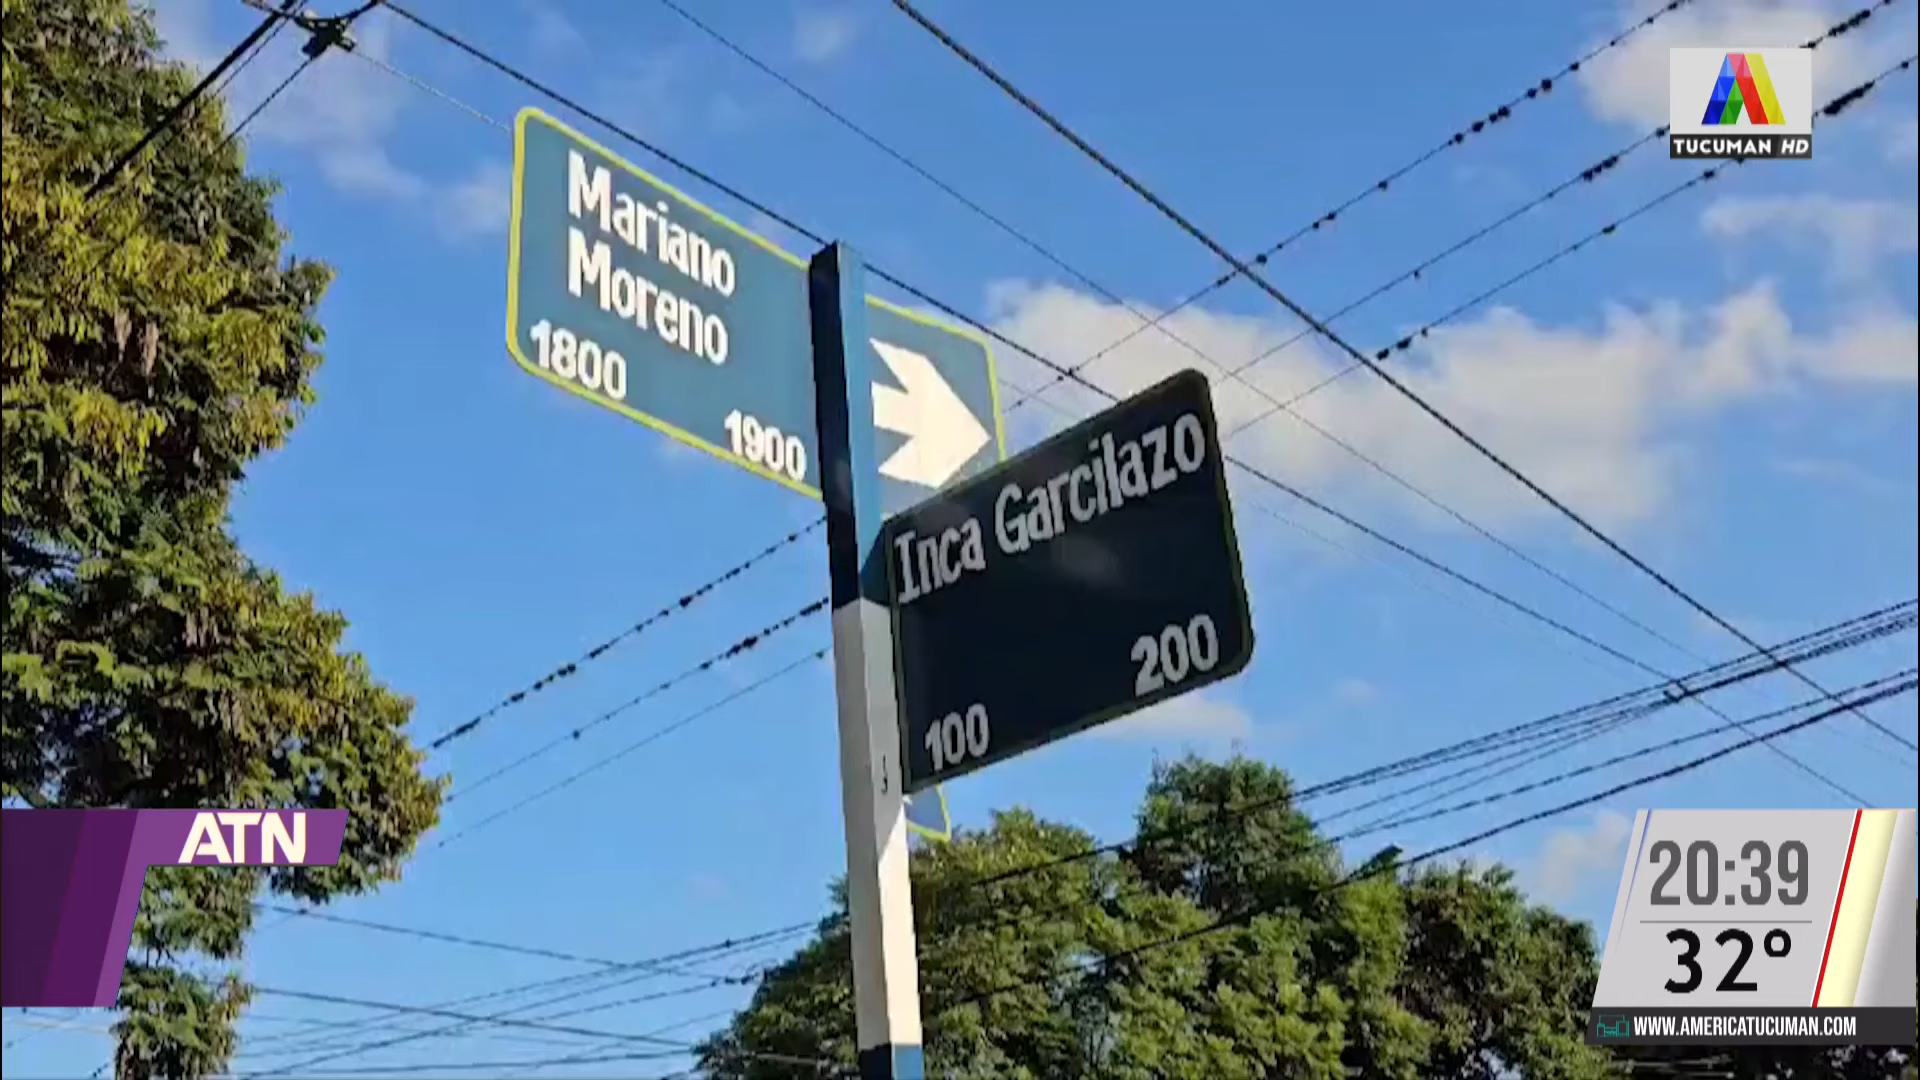 TUCUMAN HD
Mariano
Moreno
1800
1900
Inca Garcilazo
100
200
ATN
20:39
32°
WWW.AMERICATUCUMAN.COM